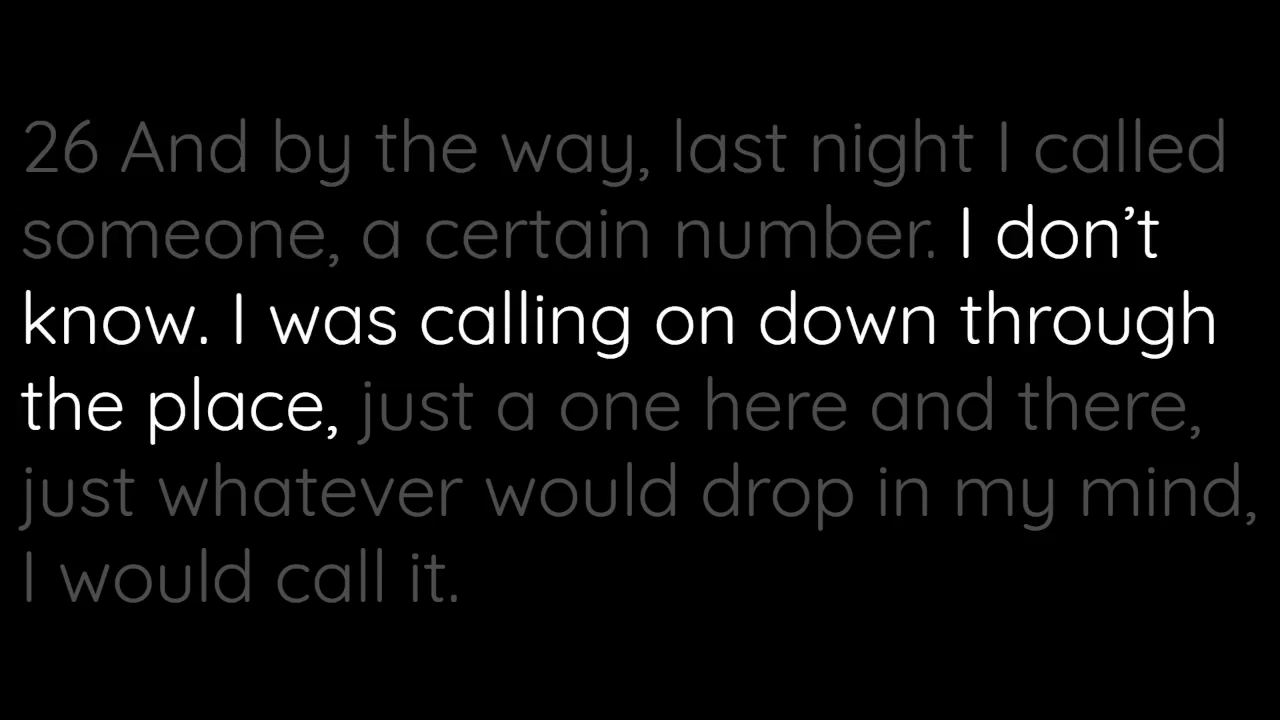 26 And by the way, last night I called
someone, a certain number. I don’t
know. I was calling on down through
the place, just a one here and there,
just whatever would drop in my mind,
I would call it.